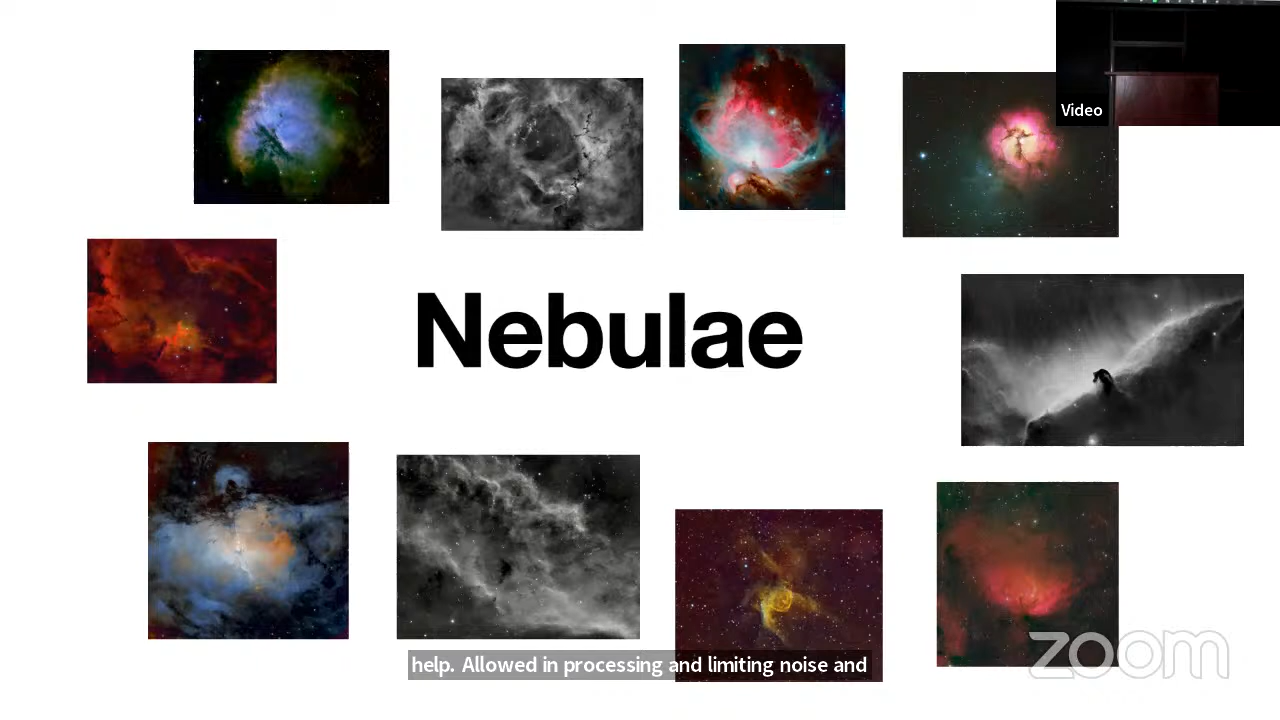 Video
Nebulae
help. Allowed in processing and limiting noise and
zoom